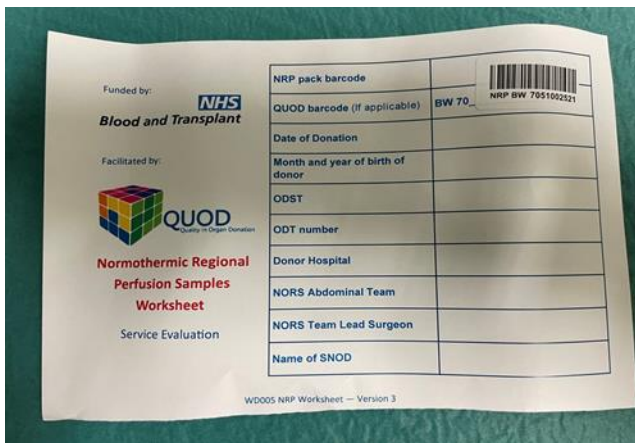 Funded by:
NHS
Blood and Transplant
Facilitated by:
QUOD
Quality in Organ Donation
Normothermic Regional
Perfusion Samples
Worksheet
Service Evaluation
NRP pack barcode
NRP BW 7051002521
QUOD barcode (If applicable)
BW 70_
Date of Donation
Month and year of birth of
donor
ODST
ODT number
Donor Hospital
NORS Abdominal Team
NORS Team Lead Surgeon
Name of SNOD
WD005 NRP Worksheet — Version 3